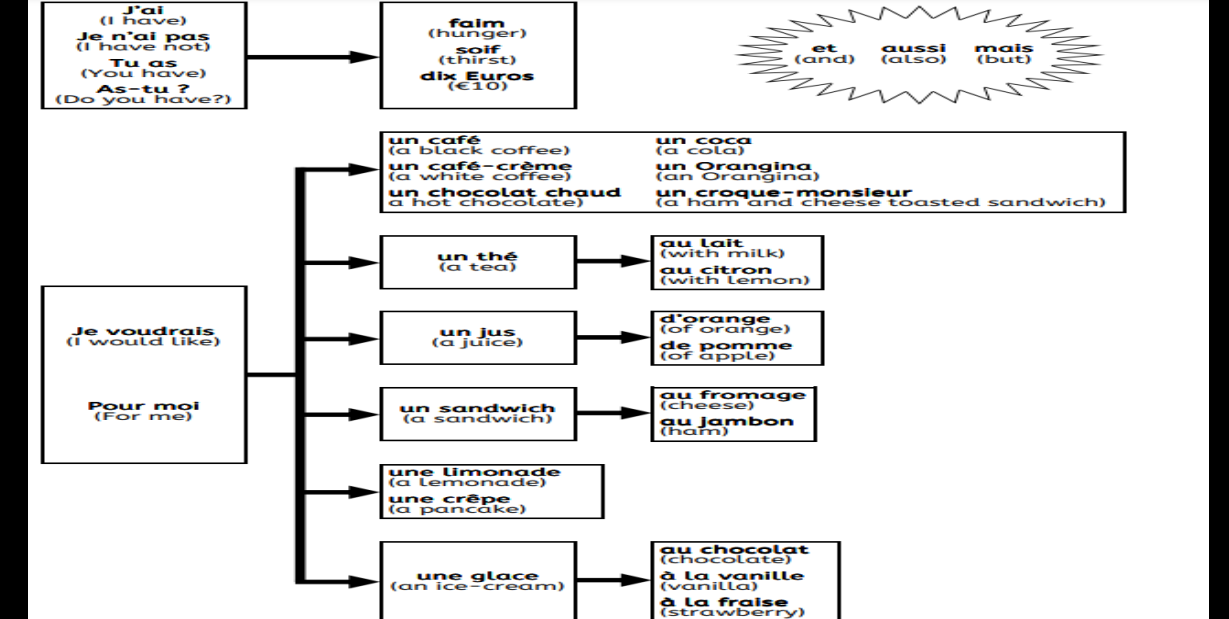 J'ai
(I have)
Je n'ai pas
(I have not)
Tu as
(You have)
As-tu ?
(Do you have?)
faim
(hunger)
soif
(thirst)
dix Euros
(€10)
et aussi mais
(and) (also) (but)
un café
(a black coffee)
un café-crème
(a white coffee)
un chocolat chaud
a hot chocolate)
un coca
(a cola)
un Orangina
(an Orangina)
un croque-monsieur
(a ham and cheese toasted sandwich)
un thé
(a tea)
au lait
(with milk)
au citron
(with lemon)
Je voudrais
(I would like)
Pour moi
(For me)
un jus
(a juice)
d'orange
(of orange)
de pomme
(of apple)
un sandwich
(a sandwich)
au fromage
(cheese)
au jambon
(ham)
une limonade
(a lemonade)
une crêpe
(a pancake)
une glace
(an ice-cream)
au chocolat
(chocolate)
à la vanille
(vanilla)
à la fraise
(strawberry)